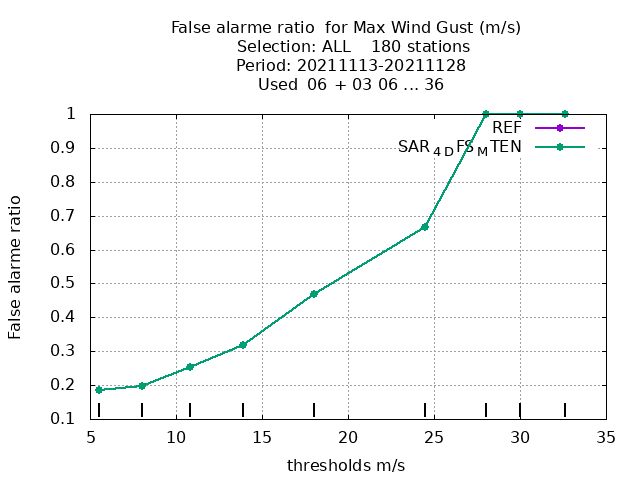 False alarme ratio for Max Wind Gust (m/s)
Selection: ALL 180 stations
Period: 20211113-20211128
Used 06 + 03 06 ... 36
1
0.9
0.8
0.7
0.6
0.5
0.4
0.3
0.2
0.1
False alarme ratio
REF
SAR4DFSMTEN
5 10 15 20 25 30 35
thresholds m/s